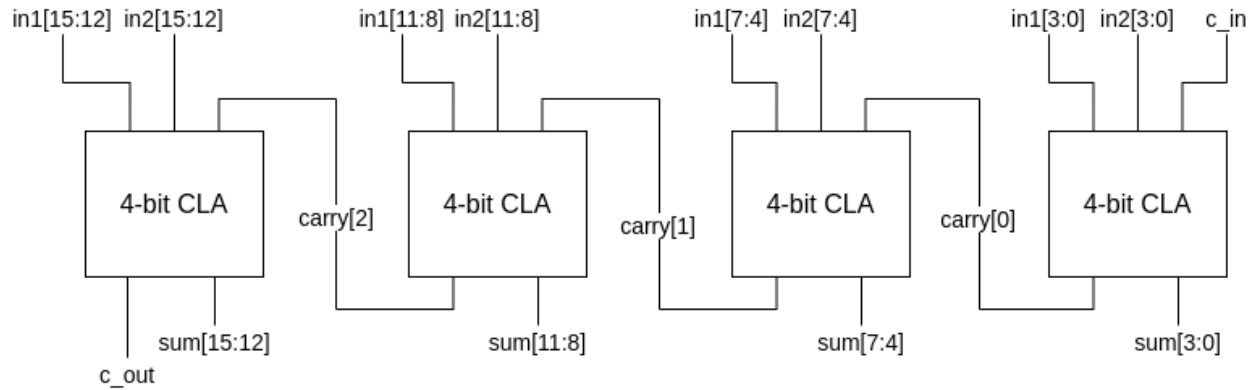 in1[15:12] in2[15:12] in1[11:8] in2[11:8] in1[7:4] in2[7:4] in1[3:0] in2[3:0] c_in
4-bit CLA 4-bit CLA 4-bit CLA 4-bit CLA
carry[2] carry[1] carry[0]
sum[15:12] sum[11:8] sum[7:4] sum[3:0]
c_out